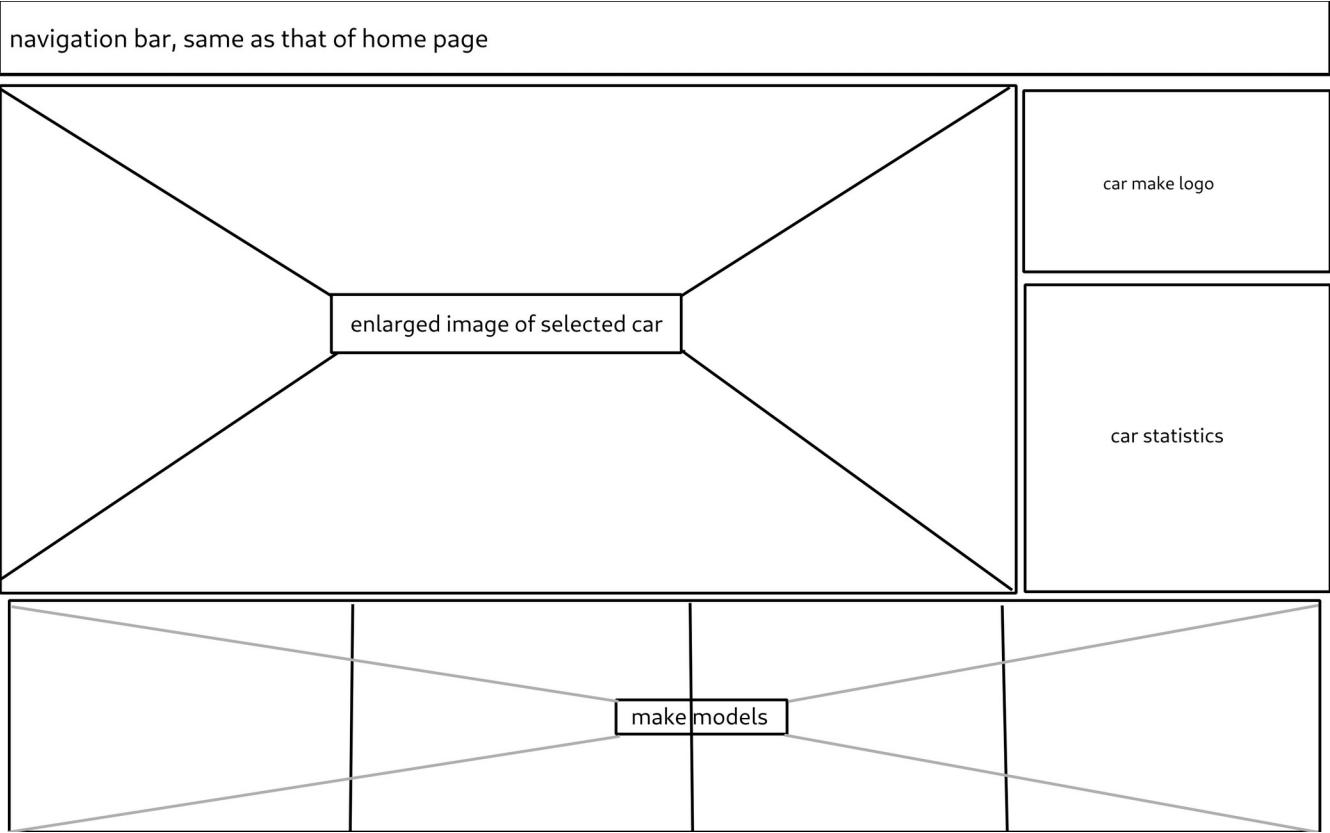 navigation bar, same as that of home page
car make logo
enlarged image of selected car
car statistics
make models